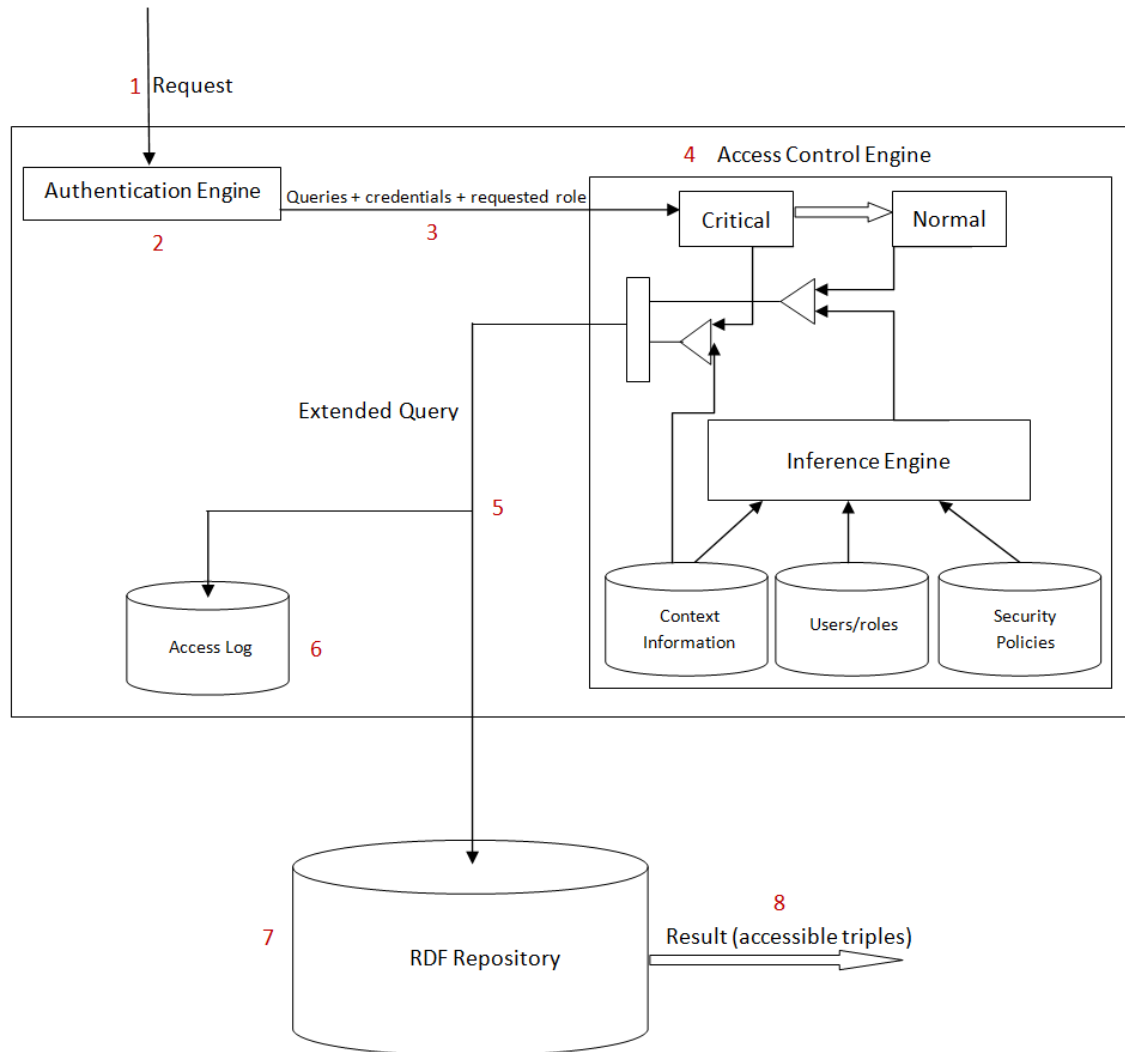 1 Request
4 Access Control Engine
Authentication Engine
Queries + credentials + requested role
2
3
Critical
Normal
Extended Query
Inference Engine
5
Context
Information
Users/roles
Security
Policies
Access Log
6
7
RDF Repository
8
Result (accessible triples)